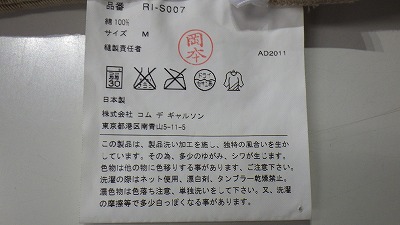 品番 RI-S007
綿 100%
サイズ M
縫製責任者
岡本
AD2011
30
ドライ
日本製
株式会社 コム デ ギャルソン
東京都港区南青山5-11-5
この製品は、製品洗い加工を施し、独特の風合いを生か
しています。その為、多少のゆがみ、シワが生じます。
色物は他の物に色移りする事があります、ご注意下さい。
洗濯の際はネット使用、漂白剤、タンブラー乾燥禁止。
濃色物は色落ち注意、単独洗いをして下さい。又、洗濯
の摩擦等で多少白っぽくなる事があります。